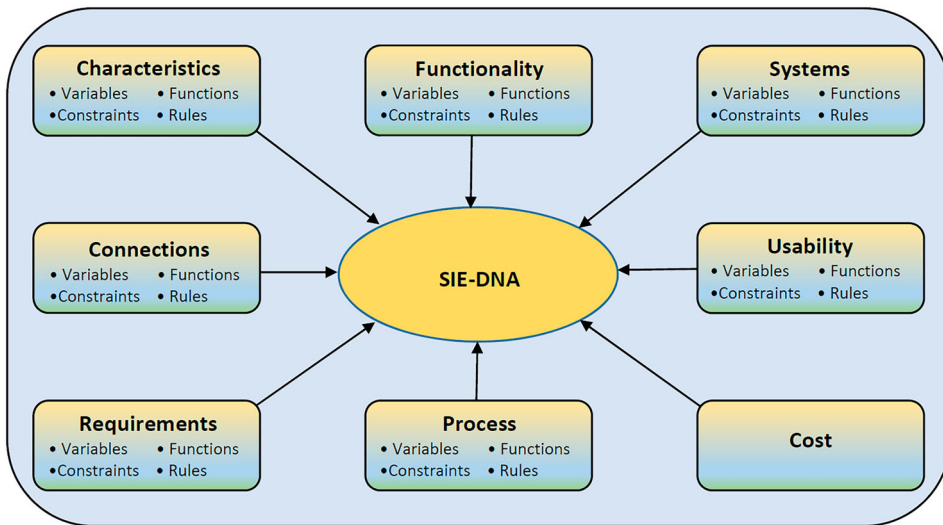 Characteristics
• Variables • Functions
•Constraints • Rules
Functionality
• Variables • Functions
•Constraints • Rules
Systems
• Variables • Functions
•Constraints • Rules
Connections
• Variables • Functions
•Constraints • Rules
SIE-DNA
Usability
• Variables • Functions
•Constraints • Rules
Requirements
• Variables • Functions
•Constraints • Rules
Process
• Variables • Functions
•Constraints • Rules
Cost